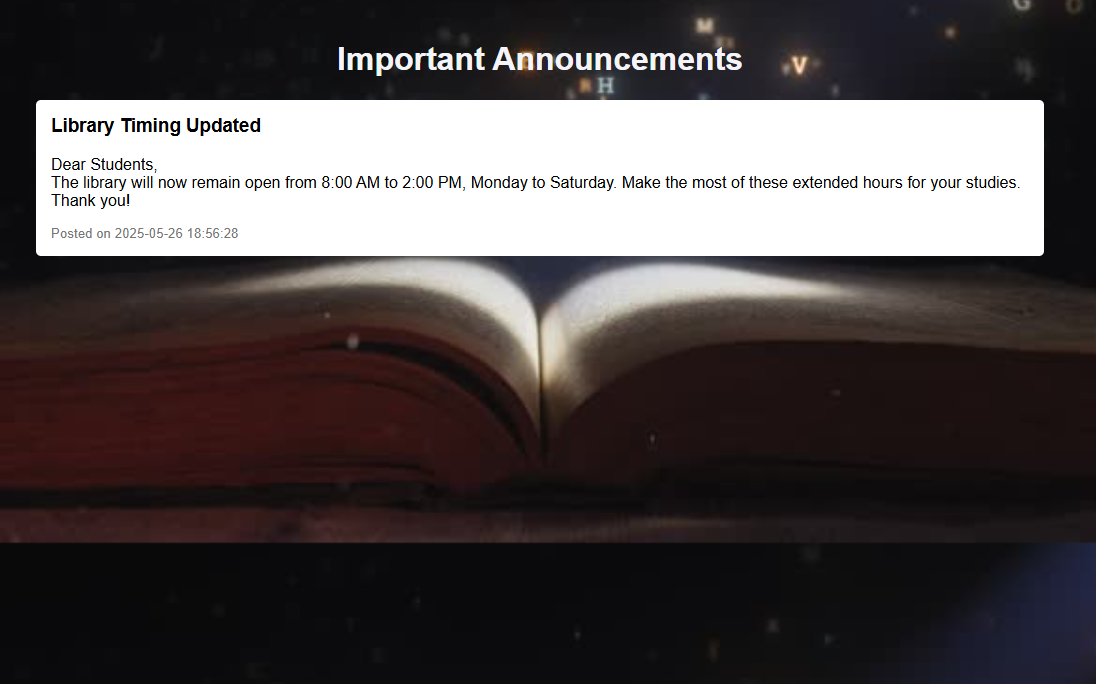 Important Announcements
Library Timing Updated
Dear Students,
The library will now remain open from 8:00 AM to 2:00 PM, Monday to Saturday. Make the most of these extended hours for your studies.
Thank you!
Posted on 2025-05-26 18:56:28